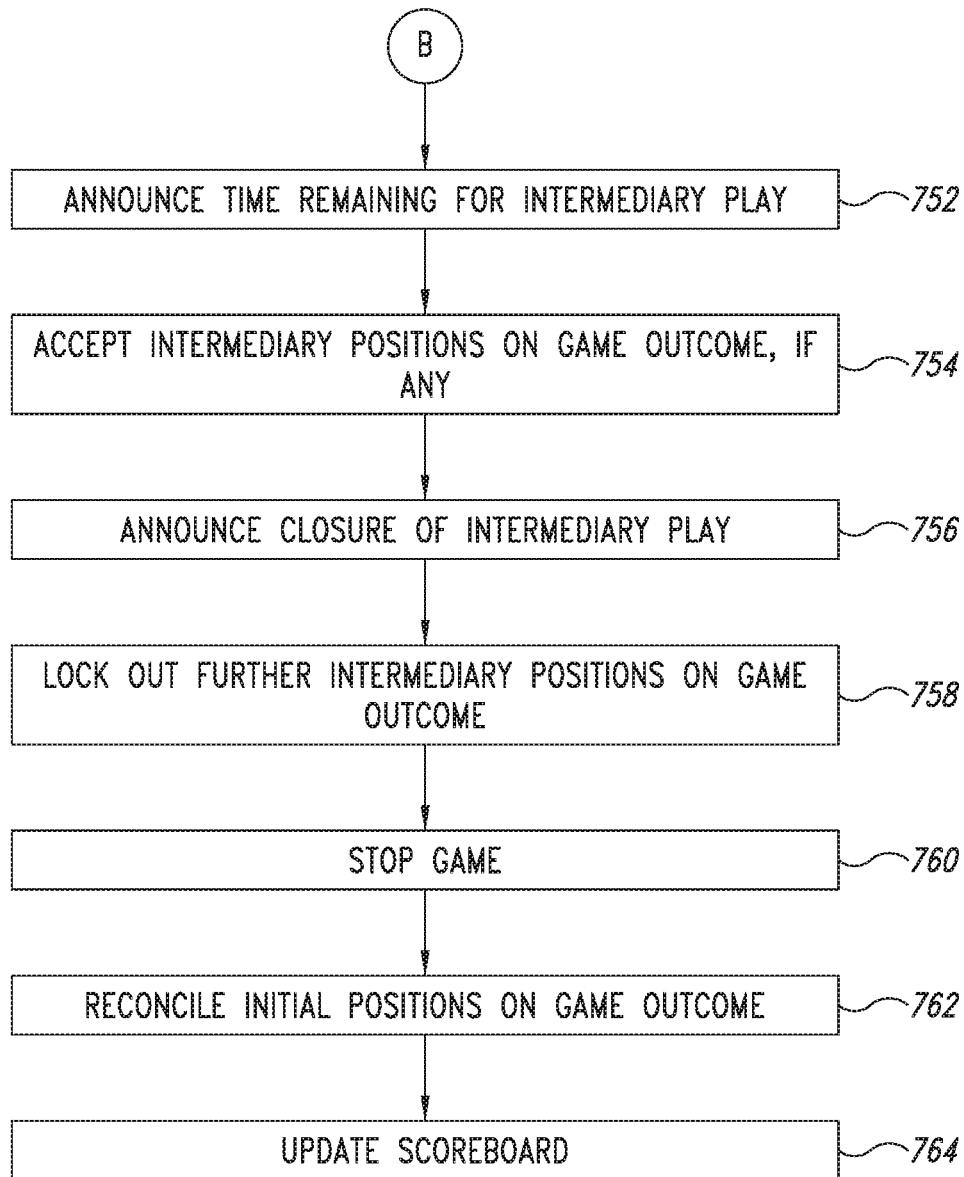 B
ANNOUNCE TIME REMAINING FOR INTERMEDIARY PLAY
752
ACCEPT INTERMEDIARY POSITIONS ON GAME OUTCOME, IF
ANY
754
ANNOUNCE CLOSURE OF INTERMEDIARY PLAY
756
LOCK OUT FURTHER INTERMEDIARY POSITIONS ON GAME
OUTCOME
758
STOP GAME
760
RECONCILE INITIAL POSITIONS ON GAME OUTCOME
762
UPDATE SCOREBOARD
764